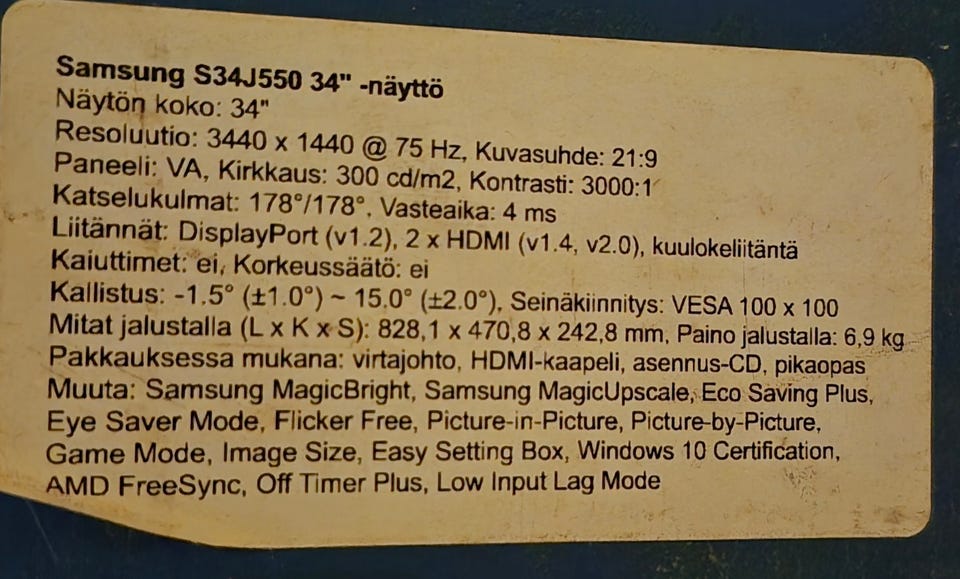 Samsung S34J550 34" -näyttö
Näytön koko: 34"
Resoluutio: 3440 x 1440 @ 75 Hz, Kuvasuhde: 21:9
Paneeli: VA, Kirkkaus: 300 cd/m2, Kontrasti: 3000:1
Katselukulmat: 178°/178°, Vasteaika: 4 ms
Liitännät: DisplayPort (v1.2), 2 x HDMI (v1.4, v2.0), kuulokeliitäntä
Kaiuttimet: ei, Korkeussäätö: ei
Kallistus: -1.5° (±1.0°) ~ 15.0° (±2.0°), Seinäkiinnitys: VESA 100 x 100
Mitat jalustalla (L x K x S): 828,1 x 470,8 x 242,8 mm, Paino jalustalla: 6,9 kg
Pakkauksessa mukana: virtajohto, HDMI-kaapeli, asennus-CD, pikaopas
Muuta: Samsung MagicBright, Samsung MagicUpscale, Eco Saving Plus,
Eye Saver Mode, Flicker Free, Picture-in-Picture, Picture-by-Picture,
Game Mode, Image Size, Easy Setting Box, Windows 10 Certification,
AMD FreeSync, Off Timer Plus, Low Input Lag Mode